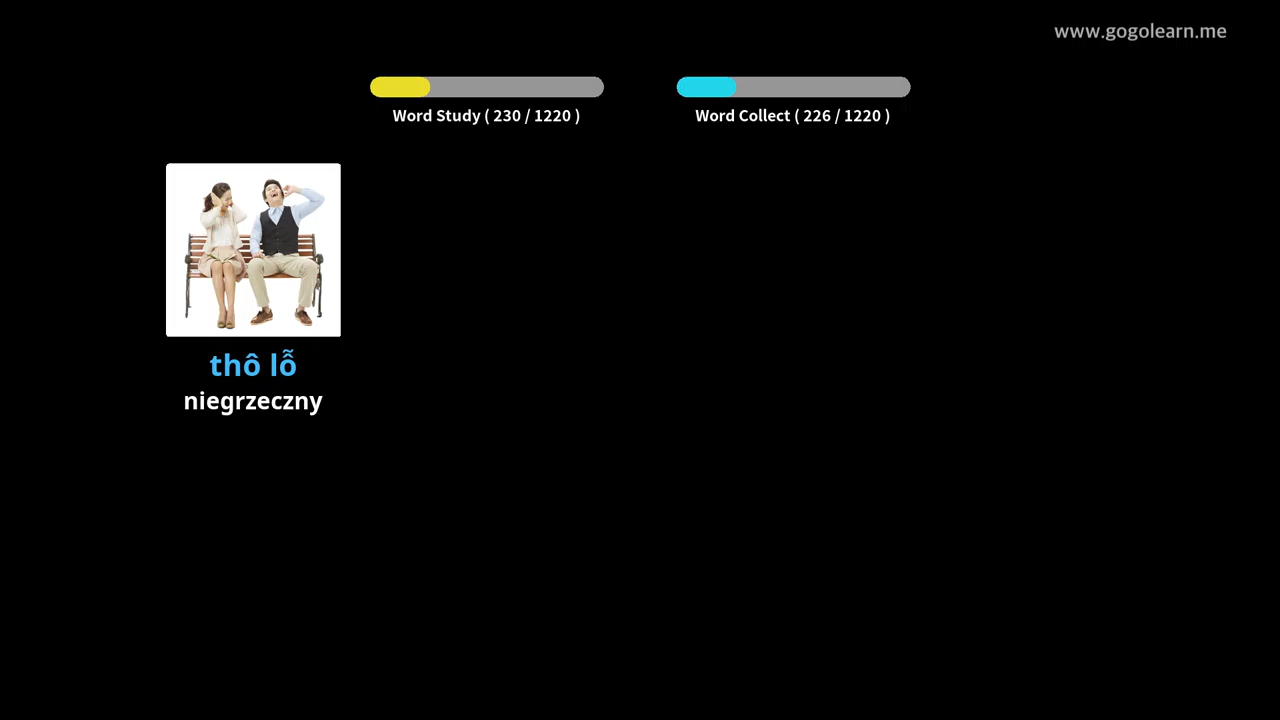 www.gogolearn.me
Word Study ( 230 / 1220 )
Word Collect ( 226 / 1220 )
thô lỗ
niegrzeczny